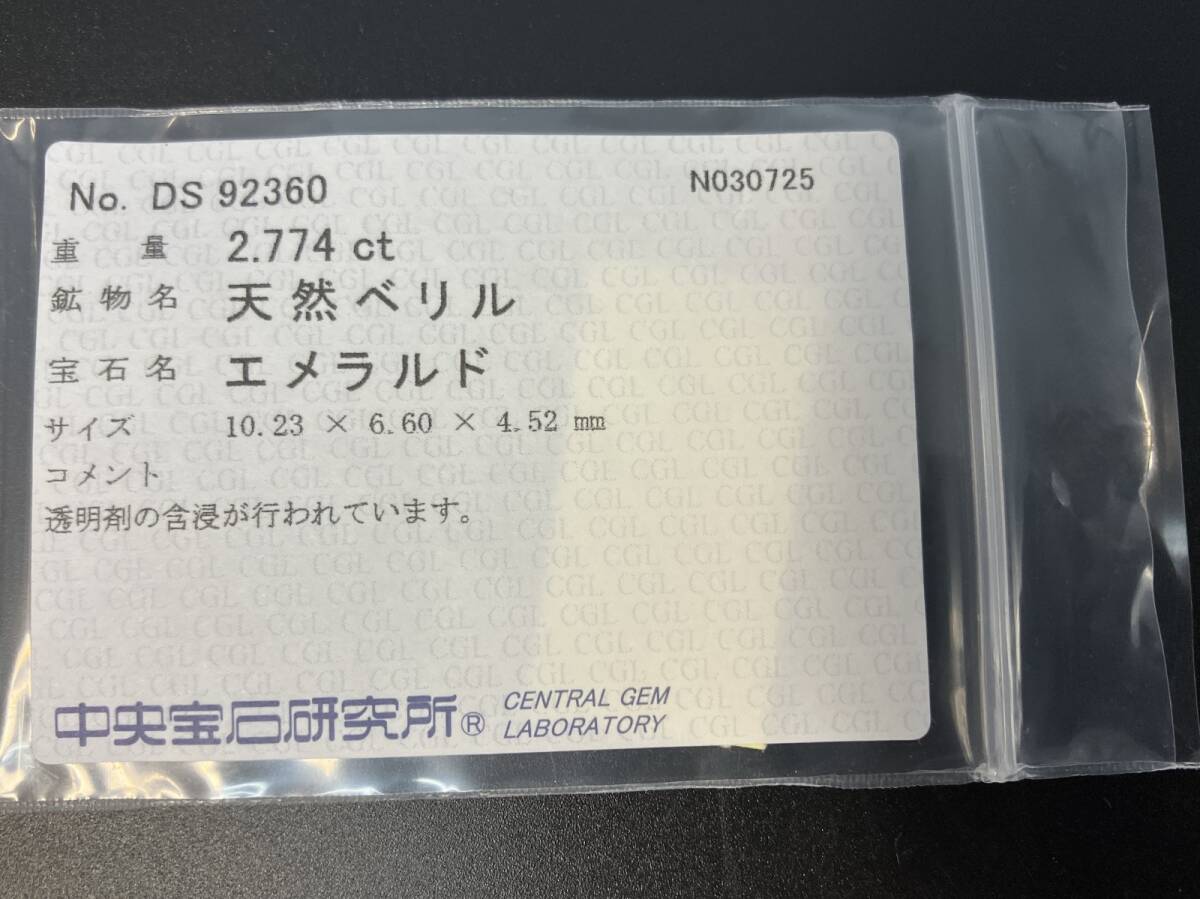 No. DS 92360 N030725
重量 2.774 ct
鉱物名 天然ベリル
宝石名 エメラルド
サイズ 10.23 × 6.60 × 4.52 ㎜
コメント
透明剤の含浸が行われています。
中央宝石研究所® CENTRAL GEM
LABORATORY